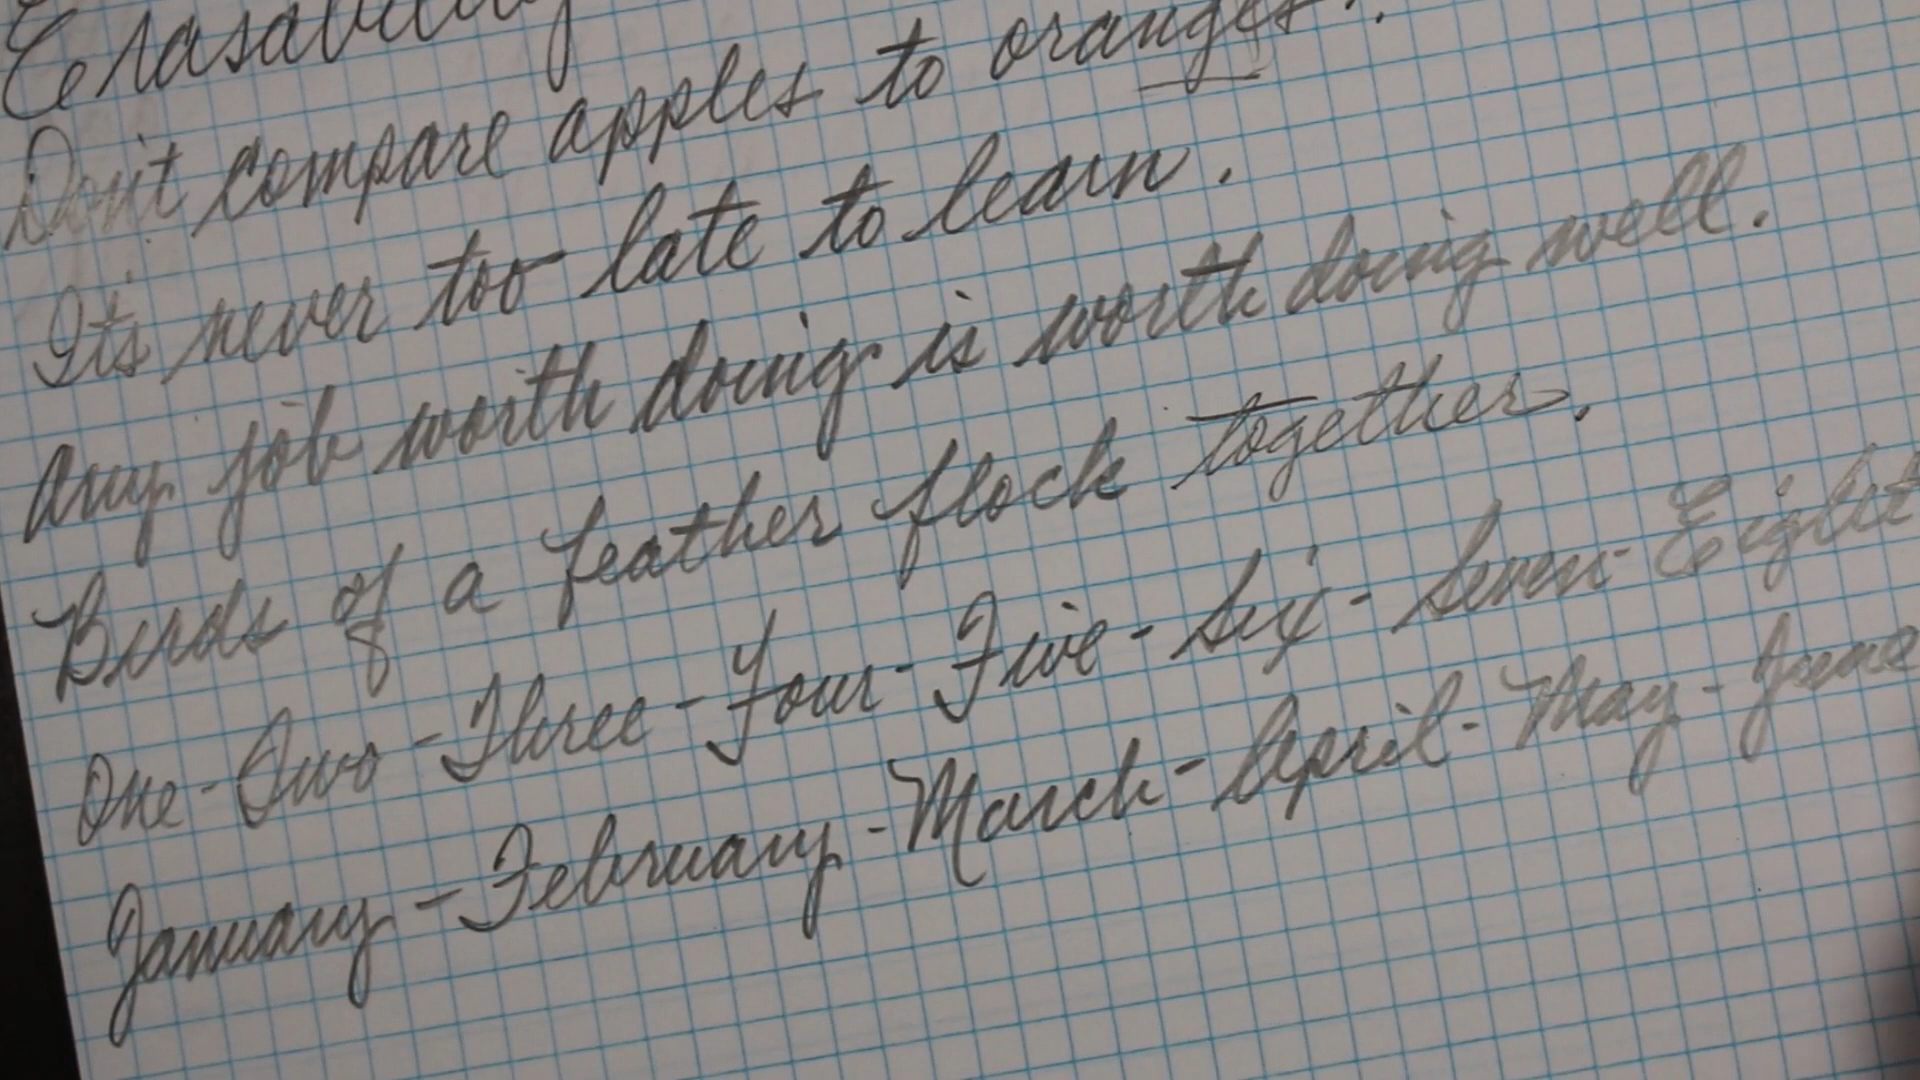 Erasability
Don't compare apples to oranges!.
It's never too late to learn.
Any job worth doing is worth doing well.
Birds of a feather flock together.
One - Two - Three - Four - Five - Six - Seven - Eight
January - February - March - April - May - June